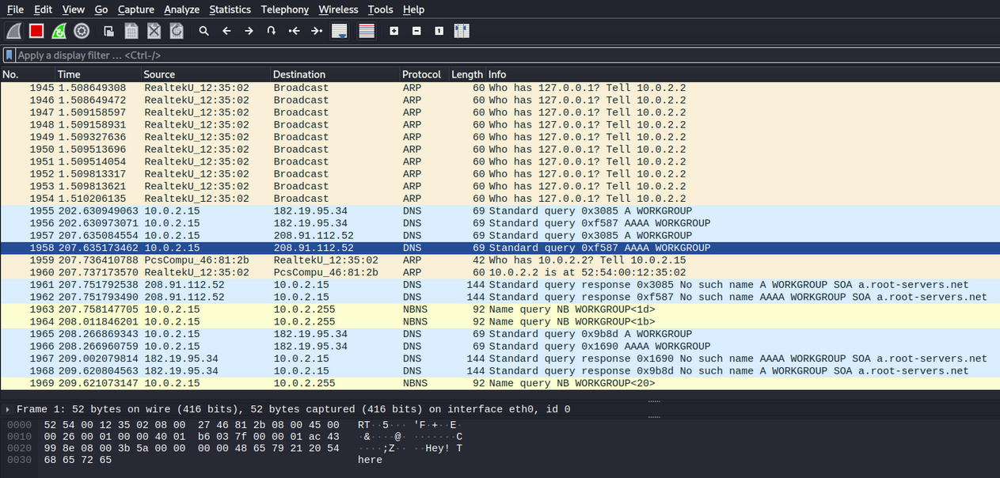 File Edit View Go Capture Analyze Statistics Telephony Wireless Tools Help
Apply a display filter ... <Ctrl-/>
No. Time Source Destination Protocol Length Info
1945 1.508649308 RealtekU_12:35:02 Broadcast ARP 60 Who has 127.0.0.1? Tell 10.0.2.2
1946 1.508649472 RealtekU_12:35:02 Broadcast ARP 60 Who has 127.0.0.1? Tell 10.0.2.2
1947 1.509158597 RealtekU_12:35:02 Broadcast ARP 60 Who has 127.0.0.1? Tell 10.0.2.2
1948 1.509158931 RealtekU_12:35:02 Broadcast ARP 60 Who has 127.0.0.1? Tell 10.0.2.2
1949 1.509327636 RealtekU_12:35:02 Broadcast ARP 60 Who has 127.0.0.1? Tell 10.0.2.2
1950 1.509513696 RealtekU_12:35:02 Broadcast ARP 60 Who has 127.0.0.1? Tell 10.0.2.2
1951 1.509514054 RealtekU_12:35:02 Broadcast ARP 60 Who has 127.0.0.1? Tell 10.0.2.2
1952 1.509813317 RealtekU_12:35:02 Broadcast ARP 60 Who has 127.0.0.1? Tell 10.0.2.2
1953 1.509813621 RealtekU_12:35:02 Broadcast ARP 60 Who has 127.0.0.1? Tell 10.0.2.2
1954 1.510206135 RealtekU_12:35:02 Broadcast ARP 60 Who has 127.0.0.1? Tell 10.0.2.2
1955 202.630949063 10.0.2.15 182.19.95.34 DNS 69 Standard query 0x3085 A WORKGROUP
1956 202.630973071 10.0.2.15 182.19.95.34 DNS 69 Standard query 0xf587 AAAA WORKGROUP
1957 207.635084554 10.0.2.15 208.91.112.52 DNS 69 Standard query 0x3085 A WORKGROUP
1958 207.635173462 10.0.2.15 208.91.112.52 DNS 69 Standard query 0xf587 AAAA WORKGROUP
1959 207.736410788 PcsCompu_46:81:2b RealtekU_12:35:02 ARP 42 Who has 10.0.2.2? Tell 10.0.2.15
1960 207.737173570 RealtekU_12:35:02 PcsCompu_46:81:2b ARP 60 10.0.2.2 is at 52:54:00:12:35:02
1961 207.751792538 208.91.112.52 10.0.2.15 DNS 144 Standard query response 0x3085 No such name A WORKGROUP SOA a.root-servers.net
1962 207.751793490 208.91.112.52 10.0.2.15 DNS 144 Standard query response 0xf587 No such name AAAA WORKGROUP SOA a.root-servers.net
1963 207.758147705 10.0.2.15 10.0.2.255 NBNS 92 Name query NB WORKGROUP<1d>
1964 208.011846201 10.0.2.15 10.0.2.255 NBNS 92 Name query NB WORKGROUP<1b>
1965 208.266869343 10.0.2.15 182.19.95.34 DNS 69 Standard query 0x9b8d A WORKGROUP
1966 208.266960759 10.0.2.15 182.19.95.34 DNS 69 Standard query 0x1690 AAAA WORKGROUP
1967 209.002079814 182.19.95.34 10.0.2.15 DNS 144 Standard query response 0x1690 No such name AAAA WORKGROUP SOA a.root-servers.net
1968 209.620804563 182.19.95.34 10.0.2.15 DNS 144 Standard query response 0x9b8d No such name A WORKGROUP SOA a.root-servers.net
1969 209.621073147 10.0.2.15 10.0.2.255 NBNS 92 Name query NB WORKGROUP<20>
Frame 1: 52 bytes on wire (416 bits), 52 bytes captured (416 bits) on interface eth0, id 0
0000 52 54 00 12 35 02 08 00 27 46 81 2b 08 00 45 00 RT··5··· 'F·+··E·
0010 00 26 00 01 00 00 40 01 b6 03 7f 00 00 01 ac 43 ·&····@· ·······C
0020 99 8e 08 00 3b 5a 00 00 00 00 48 65 79 21 20 54 ····;Z·· ··Hey! T
0030 68 65 72 65 here